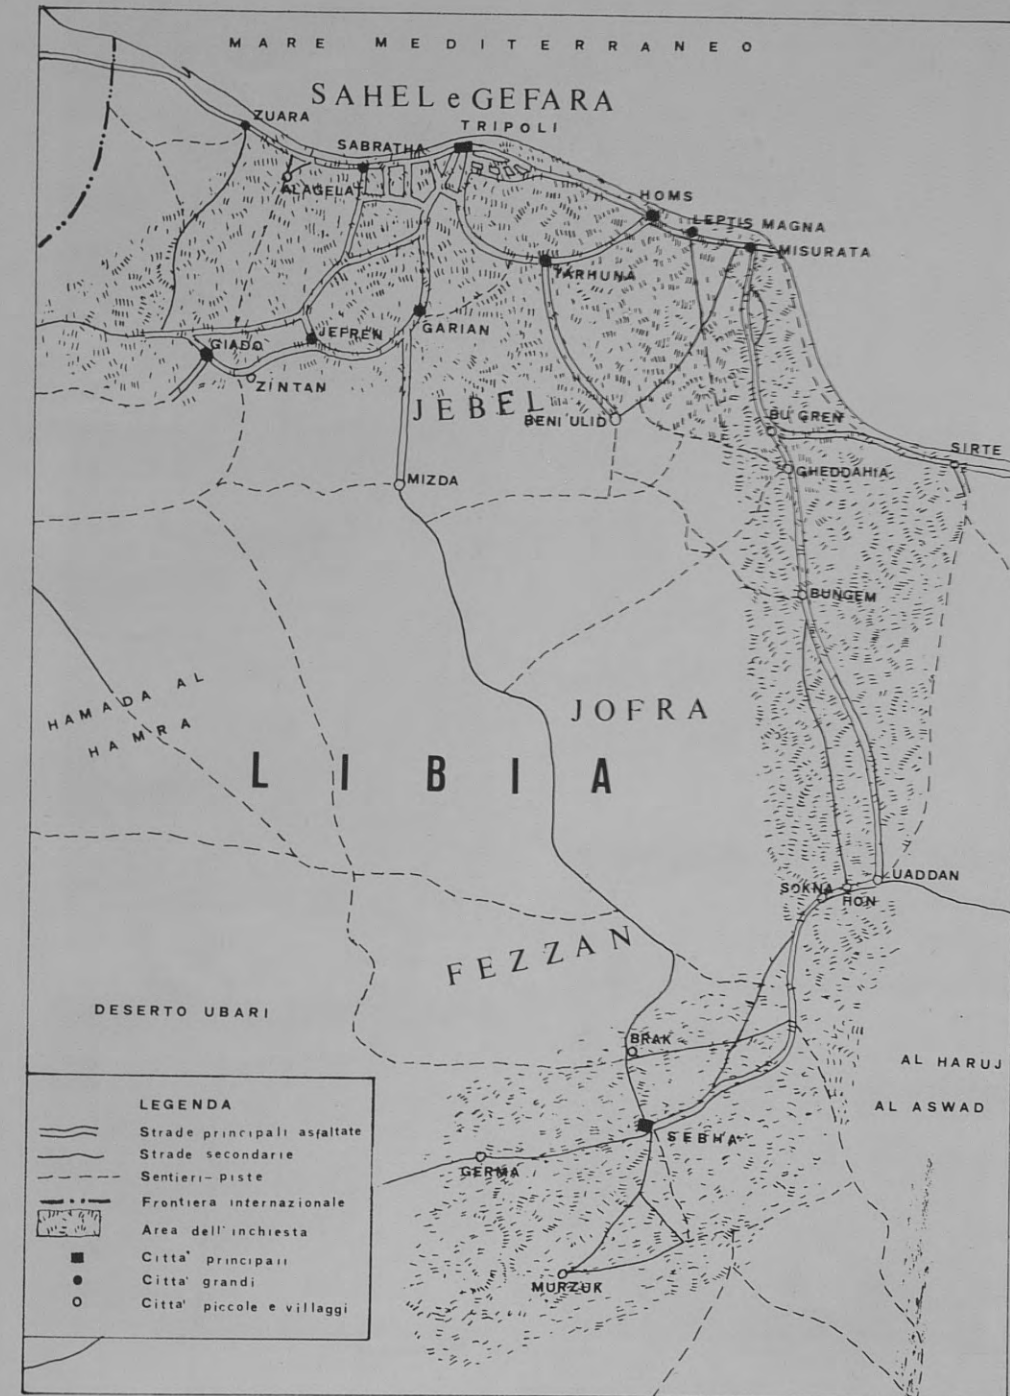 MARE MEDITERRANEO
SAHEL e GEFARA
TRIPOLI
ZUARA
SABRATHA
ALAGELAT
HOMS
LEPTIS MAGNA
MISURATA
TARHUNA
GARIAN
JEFREN
GIADO
ZINTAN
JEBEL
BENI ULID
BU GREN
SIRTE
GHEDDAHIA
MIZDA
BUNGEM
HAMADA AL
HAMRA
JOFRA
LIBIA
UADDAN
SOKNA
HON
FEZZAN
DESERTO UBARI
BRAK
AL HARUJ
AL ASWAD
SEBHA
GERMA
MURZUK
LEGENDA
Strade principali asfaltate
Strade secondarie
Sentieri-piste
Frontiera internazionale
Area dell'inchiesta
Citta' principali
Citta' grandi
Citta' piccole e villaggi